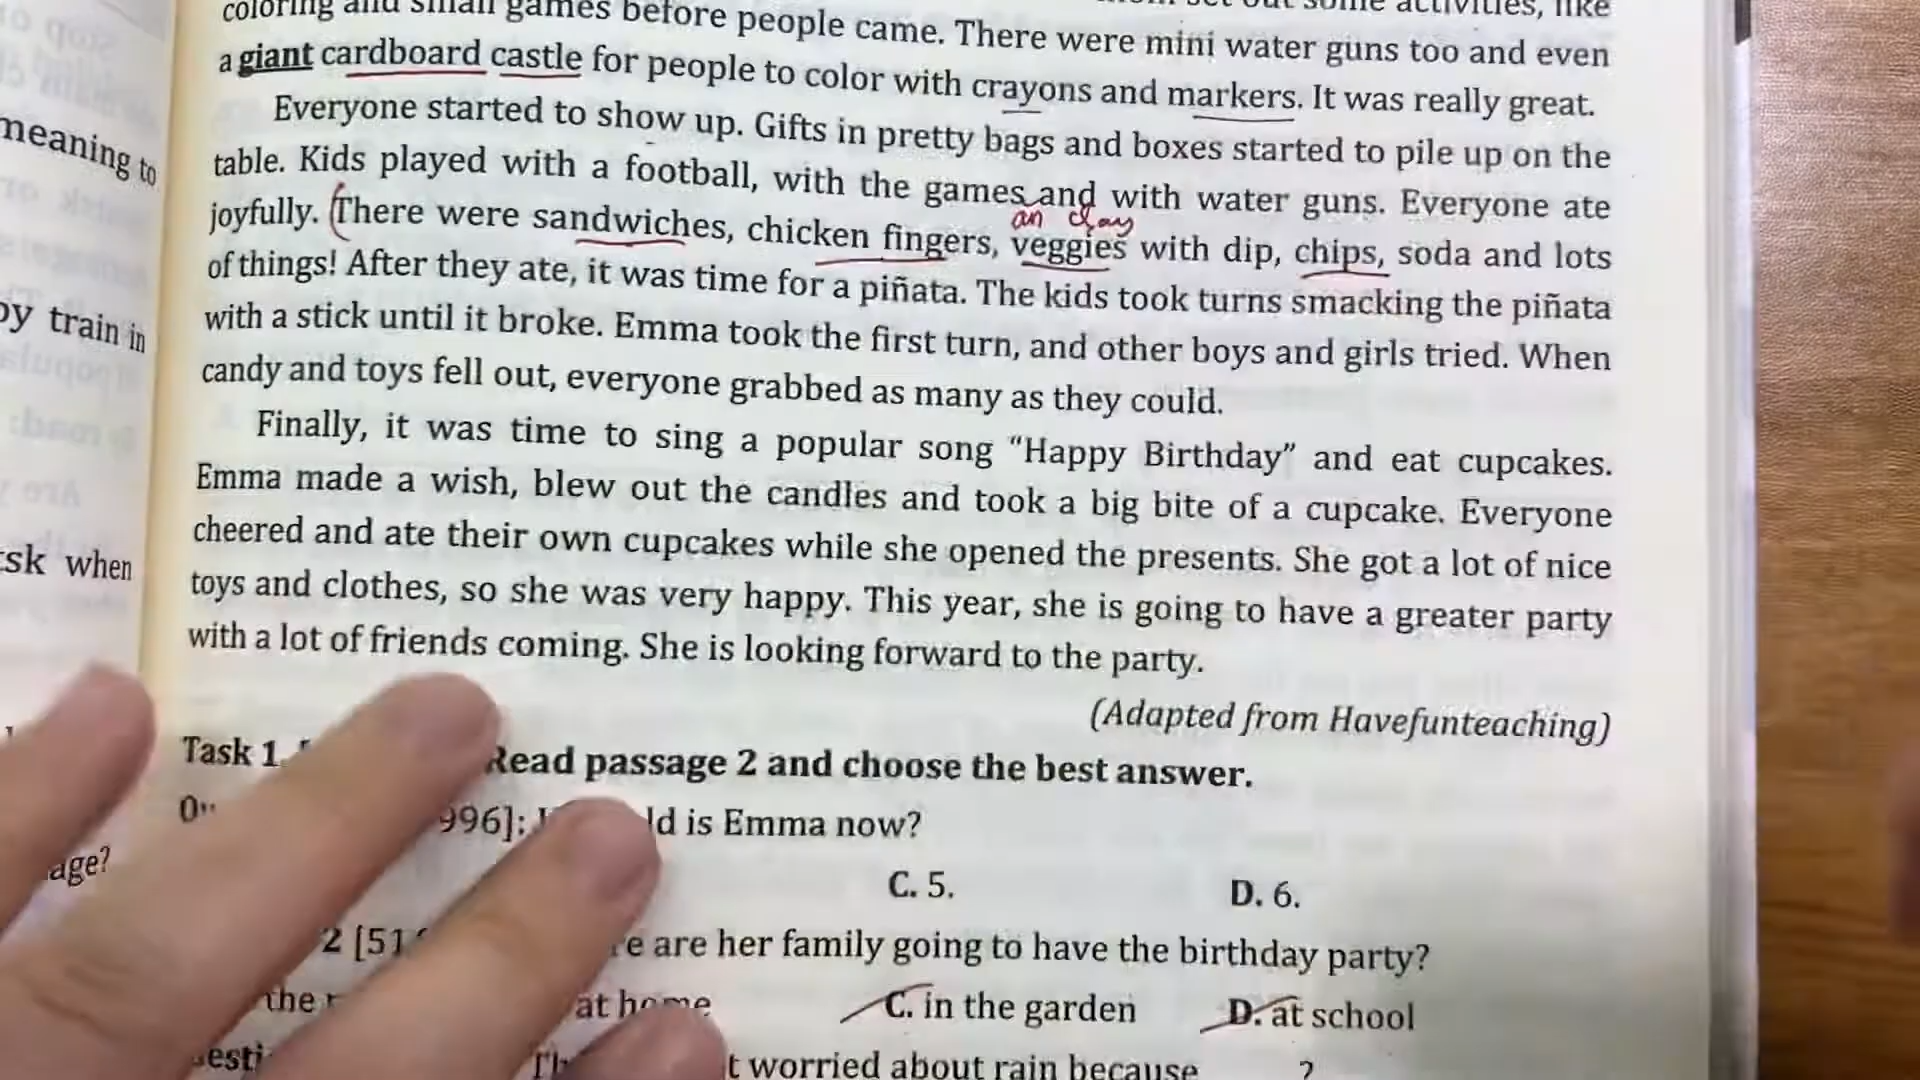 coloring and small games before people came. There were mini water guns too and even
a giant cardboard castle for people to color with crayons and markers. It was really great.
Everyone started to show up. Gifts in pretty bags and boxes started to pile up on the
table. Kids played with a football, with the games and with water guns. Everyone ate
an clay
joyfully. (There were sandwiches, chicken fingers, veggies with dip, chips, soda and lots
of things! After they ate, it was time for a piñata. The kids took turns smacking the piñata
with a stick until it broke. Emma took the first turn, and other boys and girls tried. When
candy and toys fell out, everyone grabbed as many as they could.
Finally, it was time to sing a popular song “Happy Birthday” and eat cupcakes.
Emma made a wish, blew out the candles and took a big bite of a cupcake. Everyone
cheered and ate their own cupcakes while she opened the presents. She got a lot of nice
toys and clothes, so she was very happy. This year, she is going to have a greater party
with a lot of friends coming. She is looking forward to the party.
(Adapted from Havefunteaching)
Task 1. Read passage 2 and choose the best answer.
996]: is Emma now?
C. 5. D. 6.
2 [51 are her family going to have the birthday party?
the at home C. in the garden D. at school
worried about rain because ?
meaning to
by train in
sk when
age?